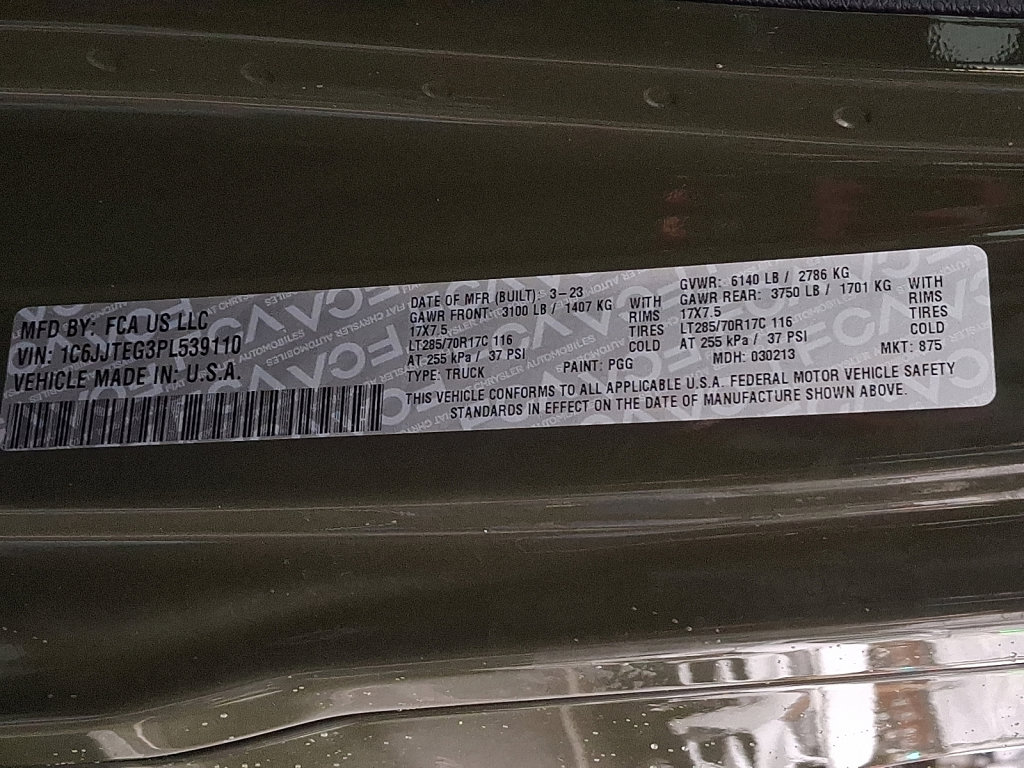 MFD BY: FCA US LLC
VIN: 1C6JJTEG3PL539110
VEHICLE MADE IN: U.S.A.
DATE OF MFR (BUILT): 3-23
GAWR FRONT: 3100 LB / 1407 KG WITH
17X7.5 RIMS
LT285/70R17C 116 TIRES
AT 255 kPa / 37 PSI COLD
TYPE: TRUCK PAINT: PGG
GVWR: 6140 LB / 2786 KG
GAWR REAR: 3750 LB / 1701 KG WITH
17X7.5 RIMS
LT285/70R17C 116 TIRES
AT 255 kPa / 37 PSI COLD
MDH: 030213 MKT: 875
THIS VEHICLE CONFORMS TO ALL APPLICABLE U.S.A. FEDERAL MOTOR VEHICLE SAFETY
STANDARDS IN EFFECT ON THE DATE OF MANUFACTURE SHOWN ABOVE.